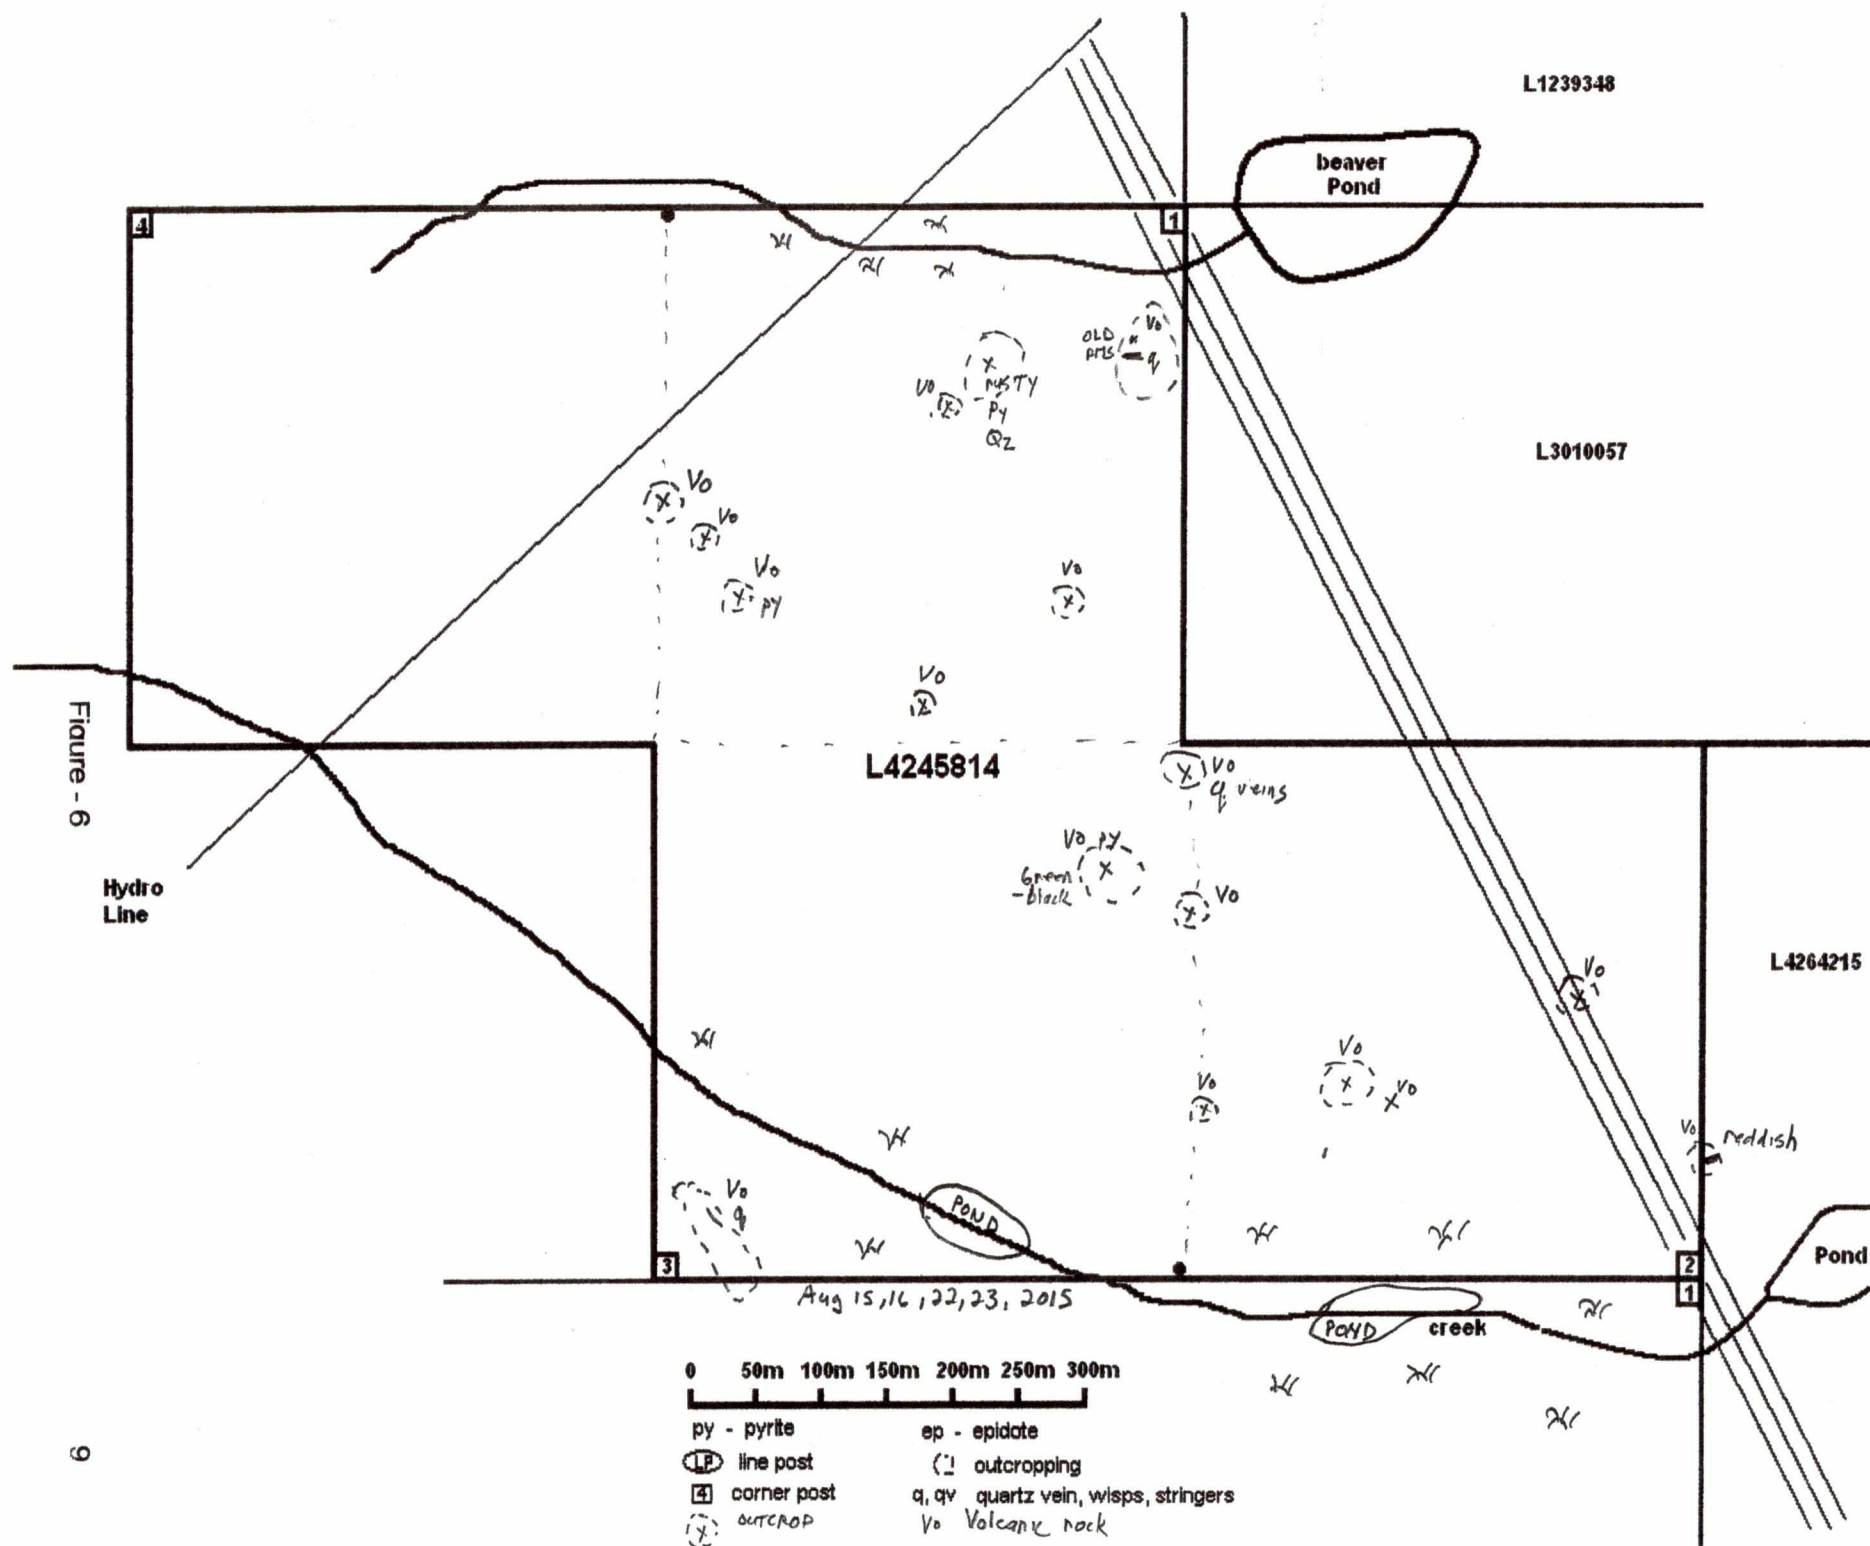 L1239348
beaver
Pond
4
1
OLD
Vo
q
Vo
RUSTY
Py
Qz
L3010057
Vo
Vo
Vo
py
Vo
Vo
L4245814
Figure - 6
Vo
q veins
Vo py
Green
-black
Vo
Hydro
Line
L4264215
Vo
Vo
Vo
Vo
Vo
reddish
Vo
q
POND
3
2
1
Pond
Aug 15,16,22,23, 2015
POND
creek
0 50m 100m 150m 200m 250m 300m
py - pyrite
ep - epidote
LP line post
outcropping
4 corner post
q, qv quartz vein, wisps, stringers
x OUTCROP
Vo Volcanic rock
9